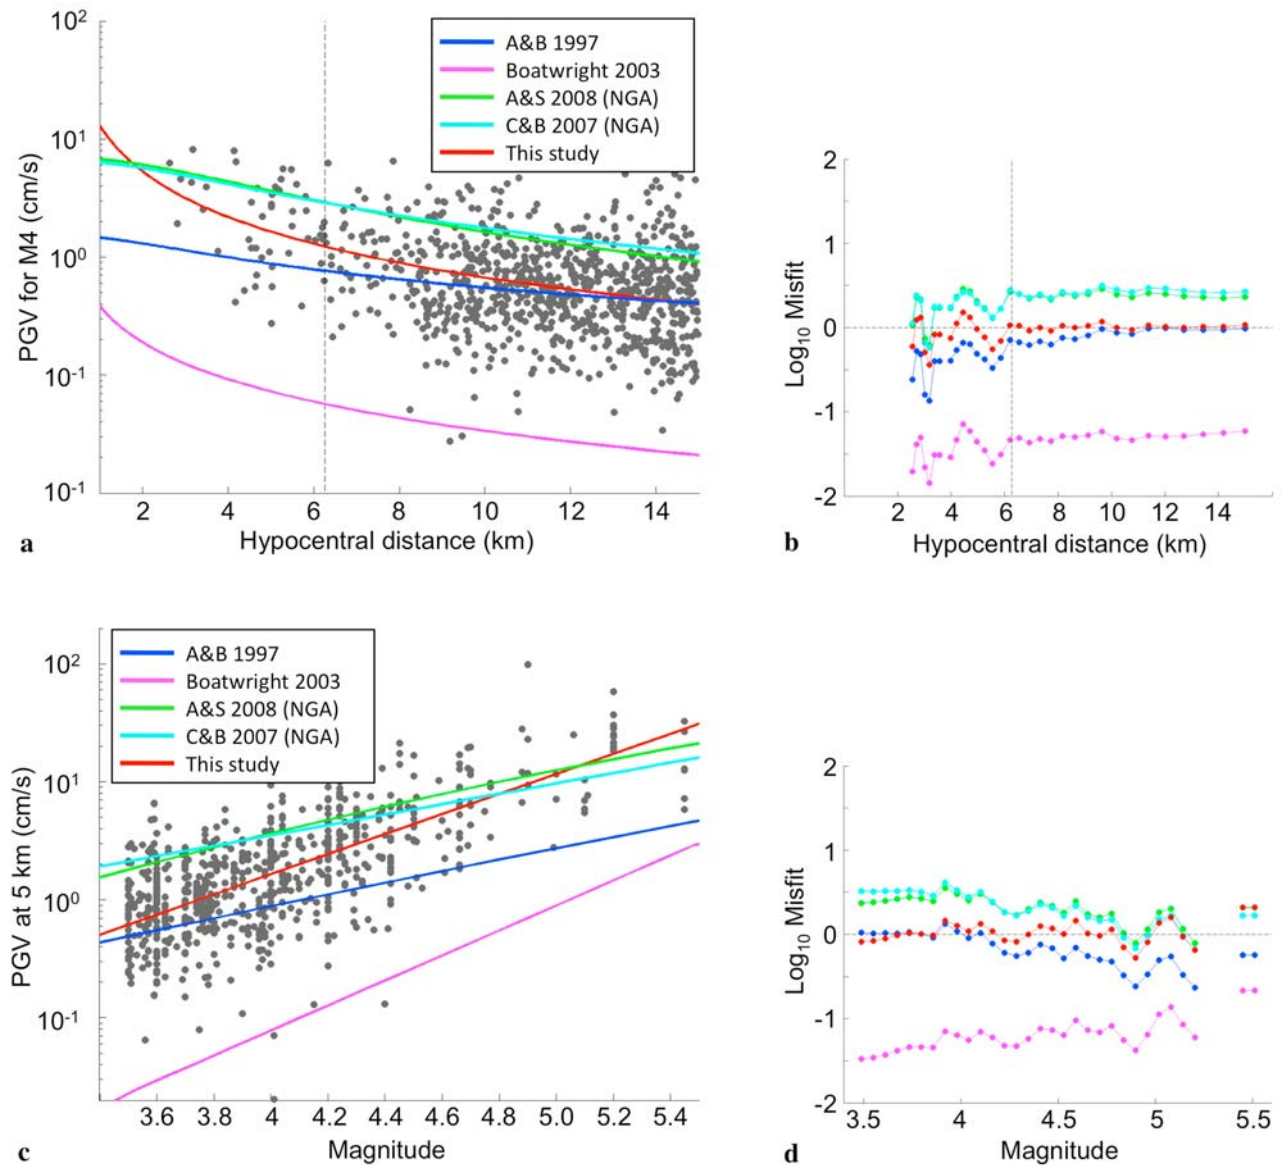 10²
10¹
10⁰
10⁻¹
10⁻¹
PGV for M4 (cm/s)
A&B 1997
Boatwright 2003
A&S 2008 (NGA)
C&B 2007 (NGA)
This study
2 4 6 8 10 12 14
Hypocentral distance (km)
a
2
1
0
-1
-2
Log₁₀ Misfit
2 4 6 8 10 12 14
Hypocentral distance (km)
b
10²
10¹
10⁰
10⁻¹
PGV at 5 km (cm/s)
A&B 1997
Boatwright 2003
A&S 2008 (NGA)
C&B 2007 (NGA)
This study
3.6 3.8 4 4.2 4.4 4.6 4.8 5.0 5.2 5.4
Magnitude
c
2
1
0
-1
-2
Log₁₀ Misfit
3.5 4 4.5 5 5.5
Magnitude
d